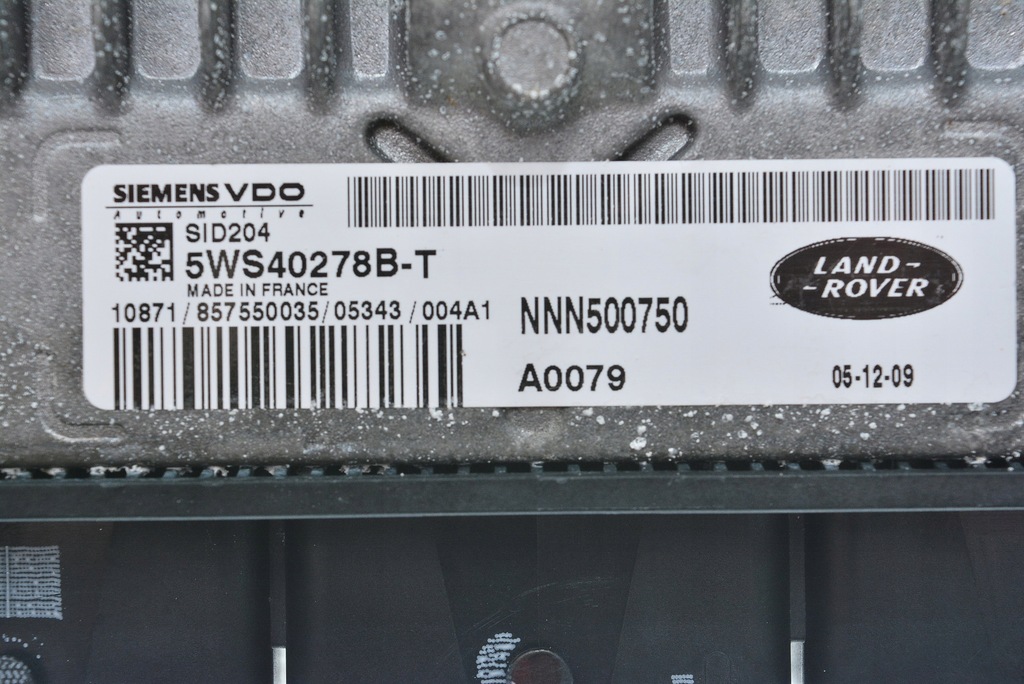 SIEMENS VDO
Automotive
SID204
5WS40278B-T
MADE IN FRANCE
10871/857550035/05343/004A1
NNN500750
A0079
LAND-
-ROVER
05-12-09